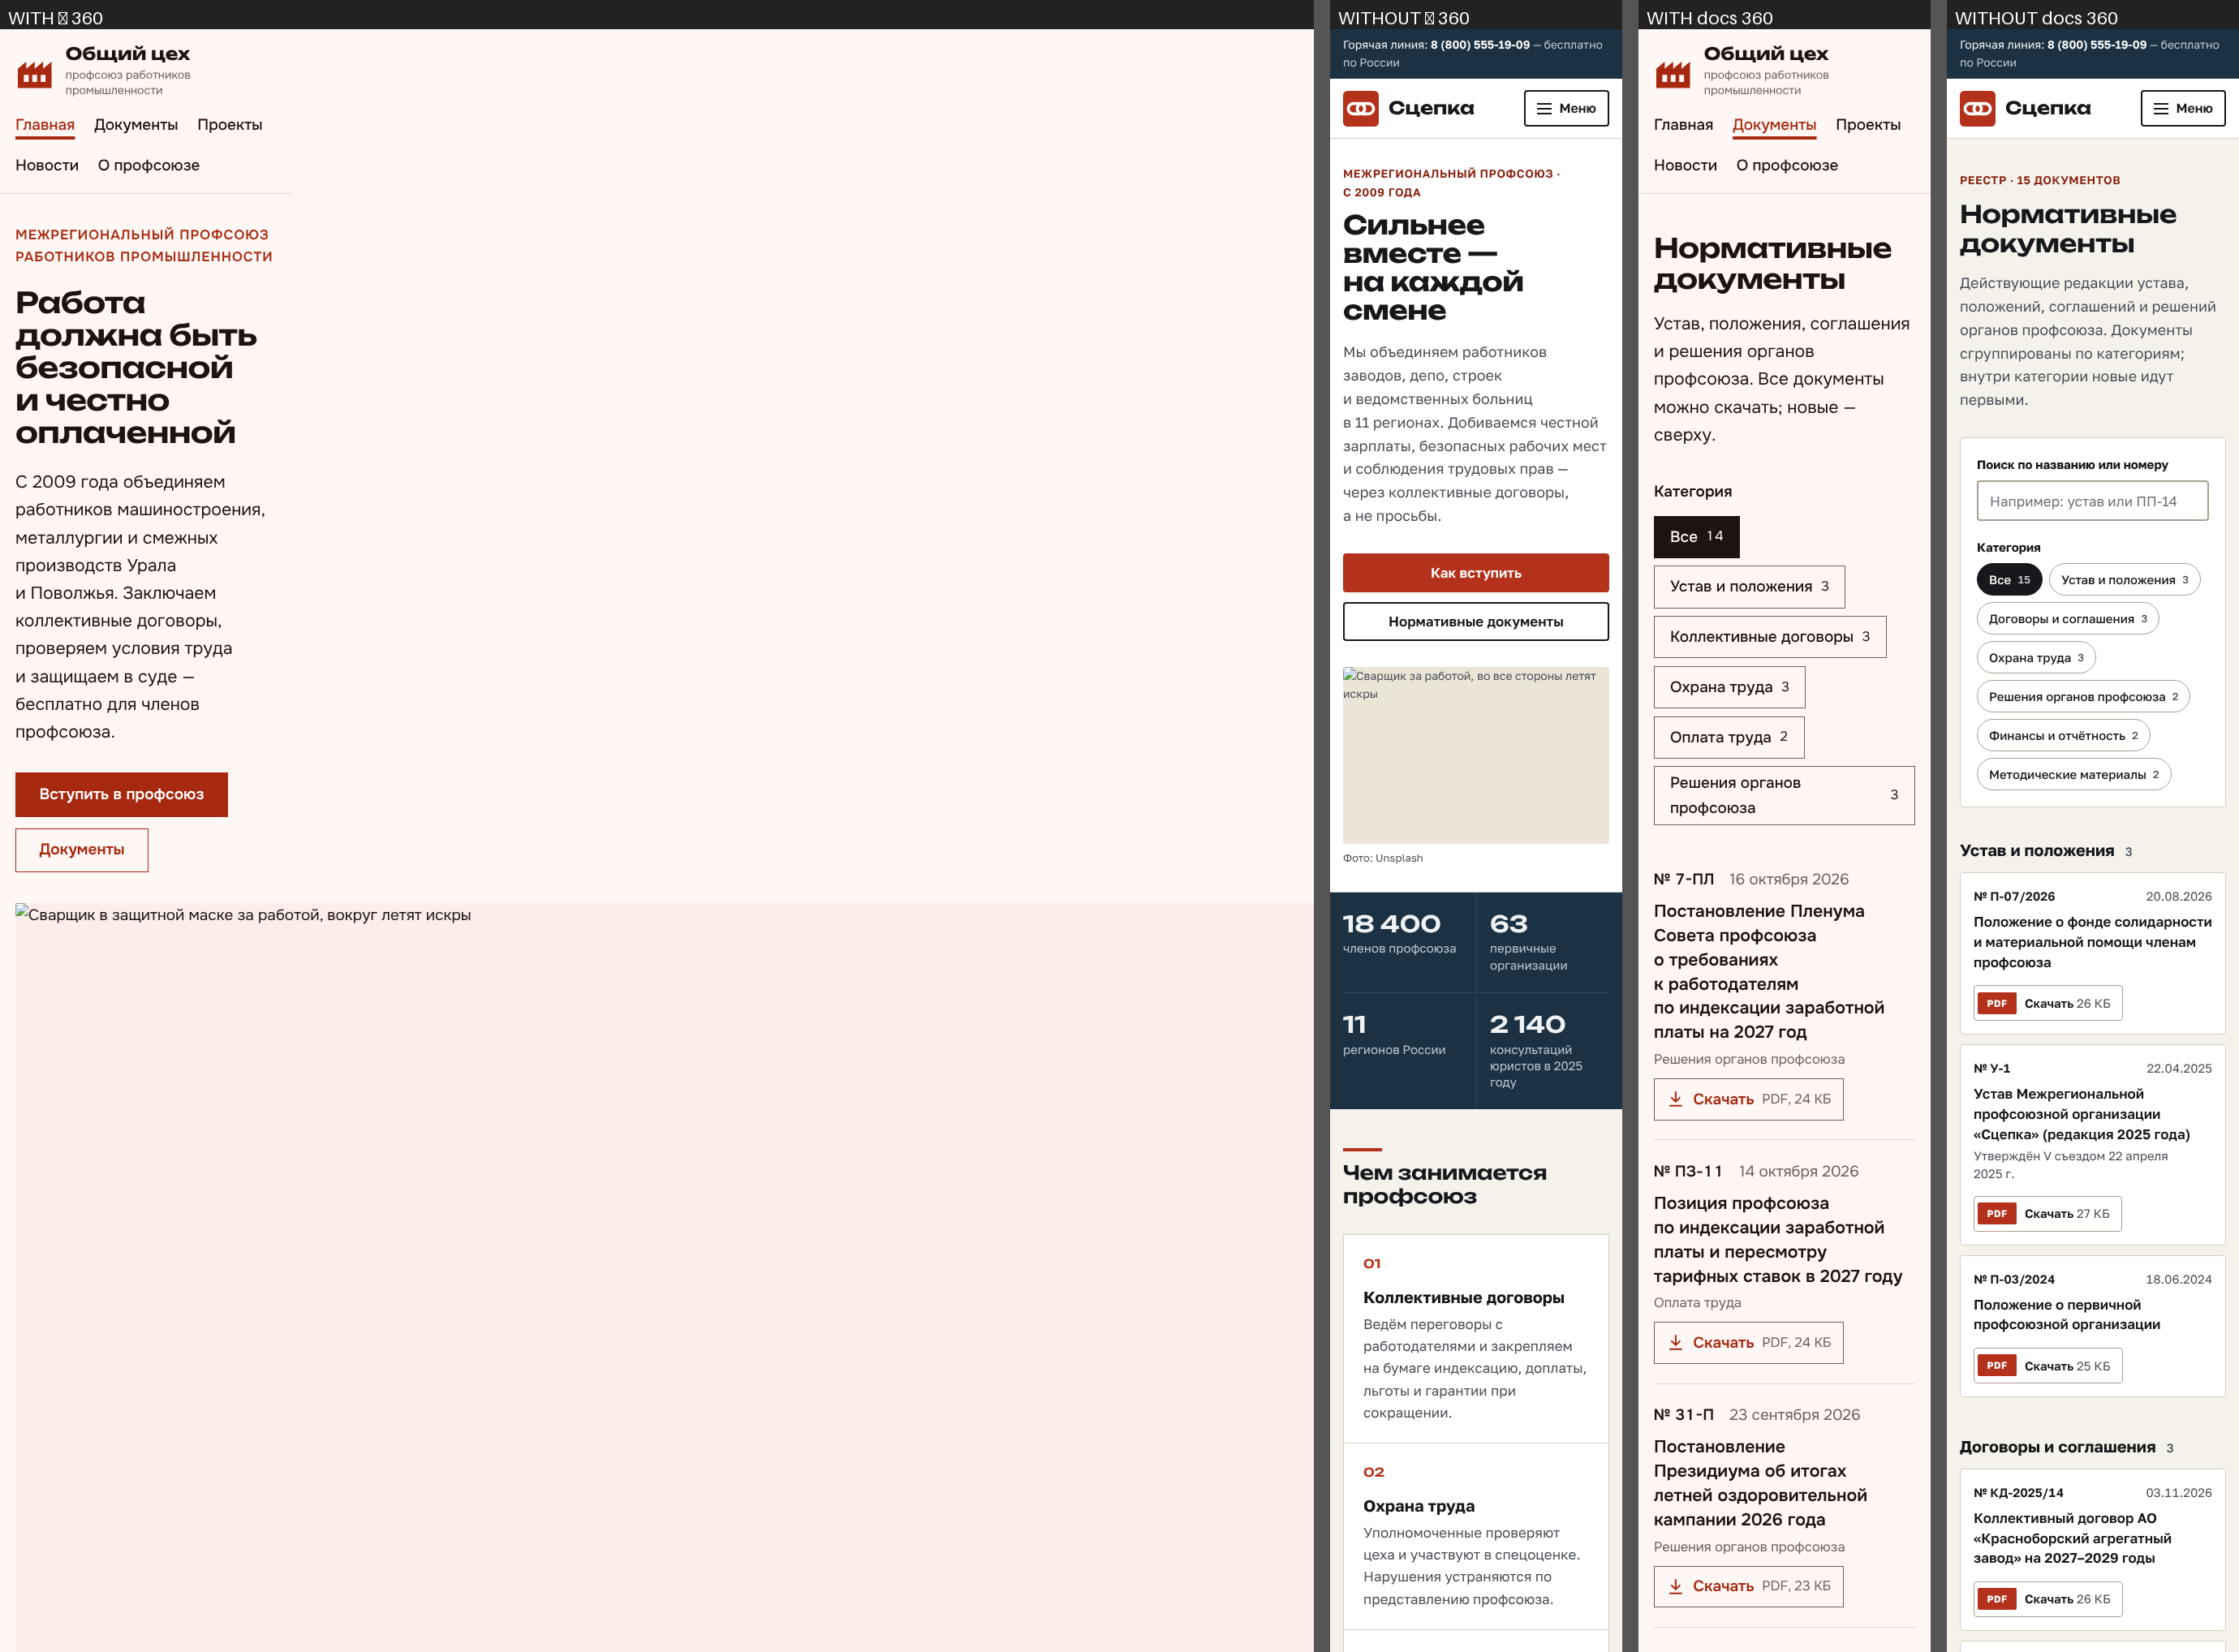 WITH 360
Общий цех
профсоюз работников
промышленности
Главная Документы Проекты
Новости О профсоюзе
МЕЖРЕГИОНАЛЬНЫЙ ПРОФСОЮЗ
РАБОТНИКОВ ПРОМЫШЛЕННОСТИ
Работа
должна быть
безопасной
и честно
оплаченной
С 2009 года объединяем
работников машиностроения,
металлургии и смежных
производств Урала
и Поволжья. Заключаем
коллективные договоры,
проверяем условия труда
и защищаем в суде —
бесплатно для членов
профсоюза.
Вступить в профсоюз
Документы
Сварщик в защитной маске за работой, вокруг летят искры
WITHOUT 360
Горячая линия: 8 (800) 555-19-09 — бесплатно
по России
Сцепка
Меню
МЕЖРЕГИОНАЛЬНЫЙ ПРОФСОЮЗ ·
С 2009 ГОДА
Сильнее
вместе —
на каждой
смене
Мы объединяем работников
заводов, депо, строек
и ведомственных больниц
в 11 регионах. Добиваемся честной
зарплаты, безопасных рабочих мест
и соблюдения трудовых прав —
через коллективные договоры,
а не просьбы.
Как вступить
Нормативные документы
Сварщик за работой, во все стороны летят
искры
Фото: Unsplash
18 400
членов профсоюза
63
первичные
организации
11
регионов России
2 140
консультаций
юристов в 2025
году
Чем занимается
профсоюз
01
Коллективные договоры
Ведём переговоры с
работодателями и закрепляем
на бумаге индексацию, доплаты,
льготы и гарантии при
сокращении.
02
Охрана труда
Уполномоченные проверяют
цеха и участвуют в спецоценке.
Нарушения устраняются по
представлению профсоюза.
WITH docs 360
Общий цех
профсоюз работников
промышленности
Главная Документы Проекты
Новости О профсоюзе
Нормативные
документы
Устав, положения, соглашения
и решения органов
профсоюза. Все документы
можно скачать; новые —
сверху.
Категория
Все 14
Устав и положения 3
Коллективные договоры 3
Охрана труда 3
Оплата труда 2
Решения органов
профсоюза 3
№ 7-ПЛ 16 октября 2026
Постановление Пленума
Совета профсоюза
о требованиях
к работодателям
по индексации заработной
платы на 2027 год
Решения органов профсоюза
Скачать PDF, 24 КБ
№ ПЗ-11 14 октября 2026
Позиция профсоюза
по индексации заработной
платы и пересмотру
тарифных ставок в 2027 году
Оплата труда
Скачать PDF, 24 КБ
№ 31-П 23 сентября 2026
Постановление
Президиума об итогах
летней оздоровительной
кампании 2026 года
Решения органов профсоюза
Скачать PDF, 23 КБ
WITHOUT docs 360
Горячая линия: 8 (800) 555-19-09 — бесплатно
по России
Сцепка
Меню
РЕЕСТР · 15 ДОКУМЕНТОВ
Нормативные
документы
Действующие редакции устава,
положений, соглашений и решений
органов профсоюза. Документы
сгруппированы по категориям;
внутри категории новые идут
первыми.
Поиск по названию или номеру
Например: устав или ПП-14
Категория
Все 15 Устав и положения 3
Договоры и соглашения 3
Охрана труда 3
Решения органов профсоюза 2
Финансы и отчётность 2
Методические материалы 2
Устав и положения 3
№ П-07/2026 20.08.2026
Положение о фонде солидарности
и материальной помощи членам
профсоюза
PDF Скачать 26 КБ
№ У-1 22.04.2025
Устав Межрегиональной
профсоюзной организации
«Сцепка» (редакция 2025 года)
Утверждён V съездом 22 апреля
2025 г.
PDF Скачать 27 КБ
№ П-03/2024 18.06.2024
Положение о первичной
профсоюзной организации
PDF Скачать 25 КБ
Договоры и соглашения 3
№ КД-2025/14 03.11.2026
Коллективный договор АО
«Красноборский агрегатный
завод» на 2027–2029 годы
PDF Скачать 26 КБ